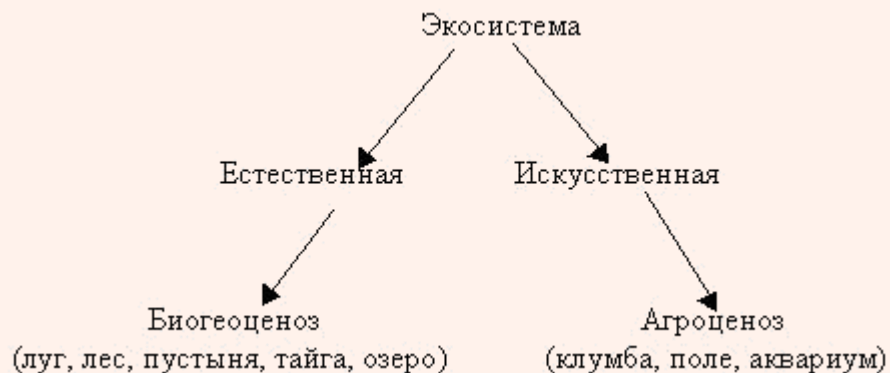 Экосистема
Естественная Искусственная
Биогеоценоз Агроценоз
(луг, лес, пустыня, тайга, озеро) (клумба, поле, аквариум)